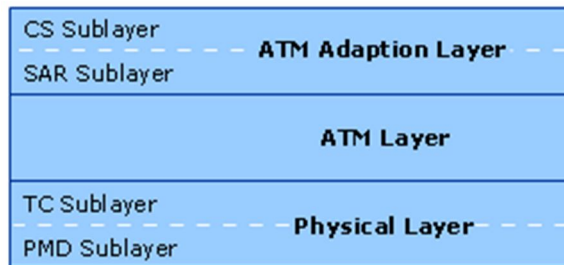 CS Sublayer
ATM Adaption Layer
SAR Sublayer
ATM Layer
TC Sublayer
Physical Layer
PMD Sublayer